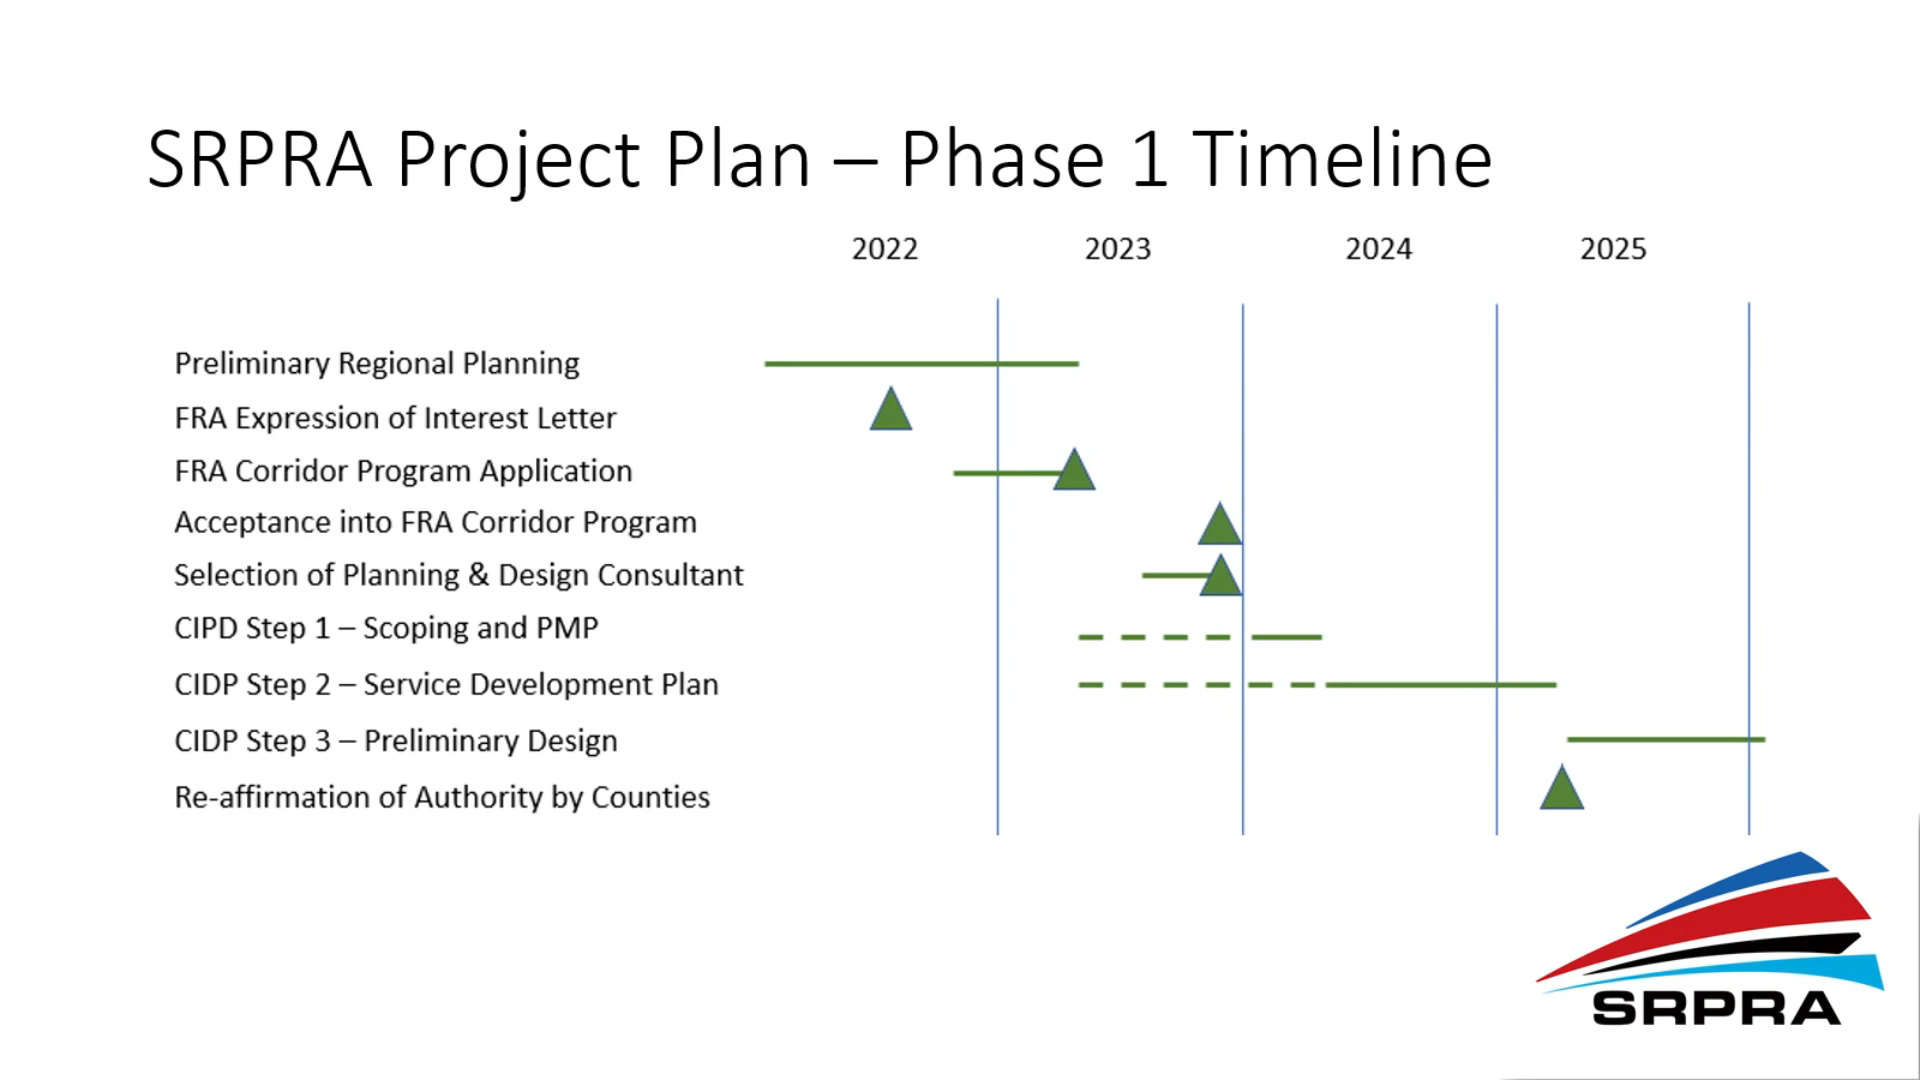 SRPRA Project Plan – Phase 1 Timeline
2022 2023 2024 2025
Preliminary Regional Planning
FRA Expression of Interest Letter
FRA Corridor Program Application
Acceptance into FRA Corridor Program
Selection of Planning & Design Consultant
CIPD Step 1 – Scoping and PMP
CIDP Step 2 – Service Development Plan
CIDP Step 3 – Preliminary Design
Re-affirmation of Authority by Counties
SRPRA